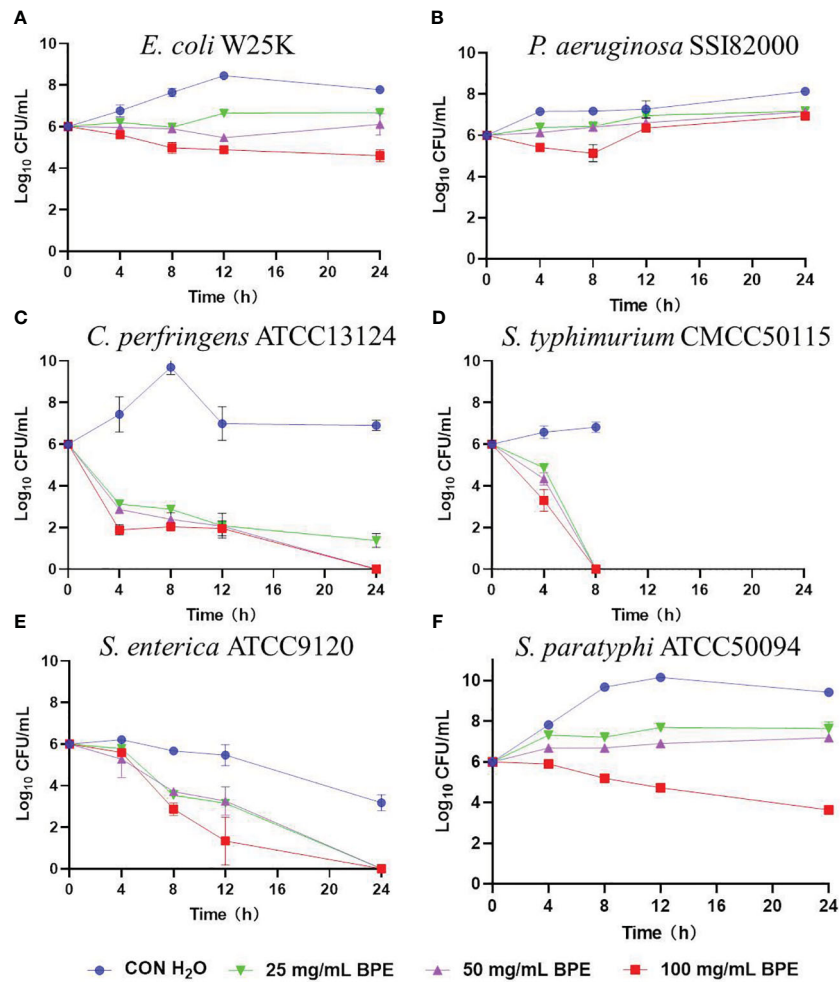 A
E. coli W25K
Log10 CFU/mL
10
8
6
4
2
0
0 4 8 12 16 20 24
Time (h)
B
P. aeruginosa SSI82000
Log10 CFU/mL
10
8
6
4
2
0
0 4 8 12 16 20 24
Time (h)
C
C. perfringens ATCC13124
Log10 CFU/mL
10
8
6
4
2
0
0 4 8 12 16 20 24
Time (h)
D
S. typhimurium CMCC50115
Log10 CFU/mL
10
8
6
4
2
0
0 4 8 12 16 20 24
Time (h)
E
S. enterica ATCC9120
Log10 CFU/mL
10
8
6
4
2
0
0 4 8 12 16 20 24
Time (h)
F
S. paratyphi ATCC50094
Log10 CFU/mL
10
8
6
4
2
0
0 4 8 12 16 20 24
Time (h)
CON H2O 25 mg/mL BPE 50 mg/mL BPE 100 mg/mL BPE